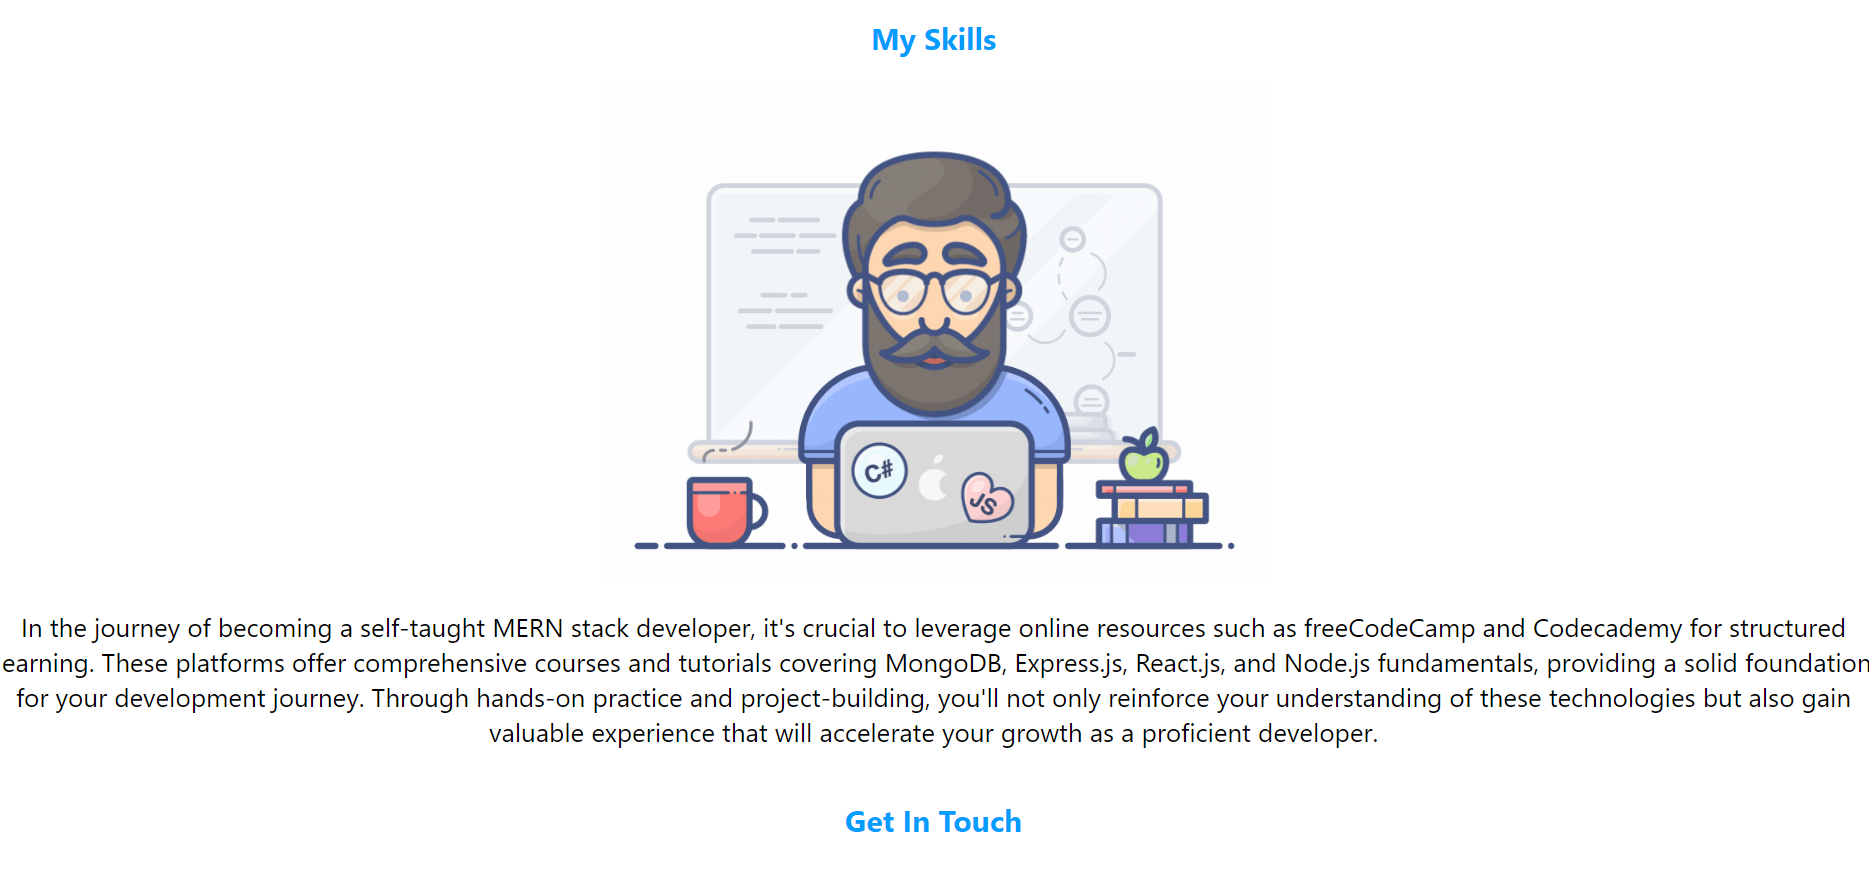 My Skills
C#
JS
In the journey of becoming a self-taught MERN stack developer, it's crucial to leverage online resources such as freeCodeCamp and Codecademy for structured
earning. These platforms offer comprehensive courses and tutorials covering MongoDB, Express.js, React.js, and Node.js fundamentals, providing a solid foundation
for your development journey. Through hands-on practice and project-building, you'll not only reinforce your understanding of these technologies but also gain
valuable experience that will accelerate your growth as a proficient developer.
Get In Touch